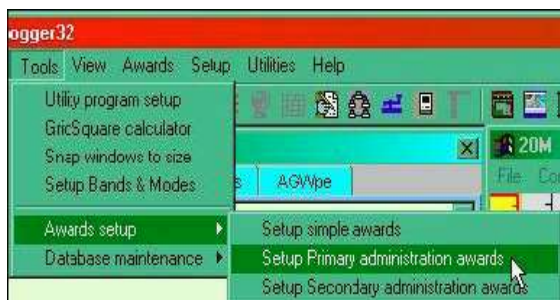 ogger32
Tools View Awards Setup Utilities Help
Utility program setup
GridSquare calculator
Snap windows to size
Setup Bands & Modes
s AGWpe
20M
File Co
Awards setup
Database maintenance
Setup simple awards
Setup Primary administration awards
Setup Secondary administration awards